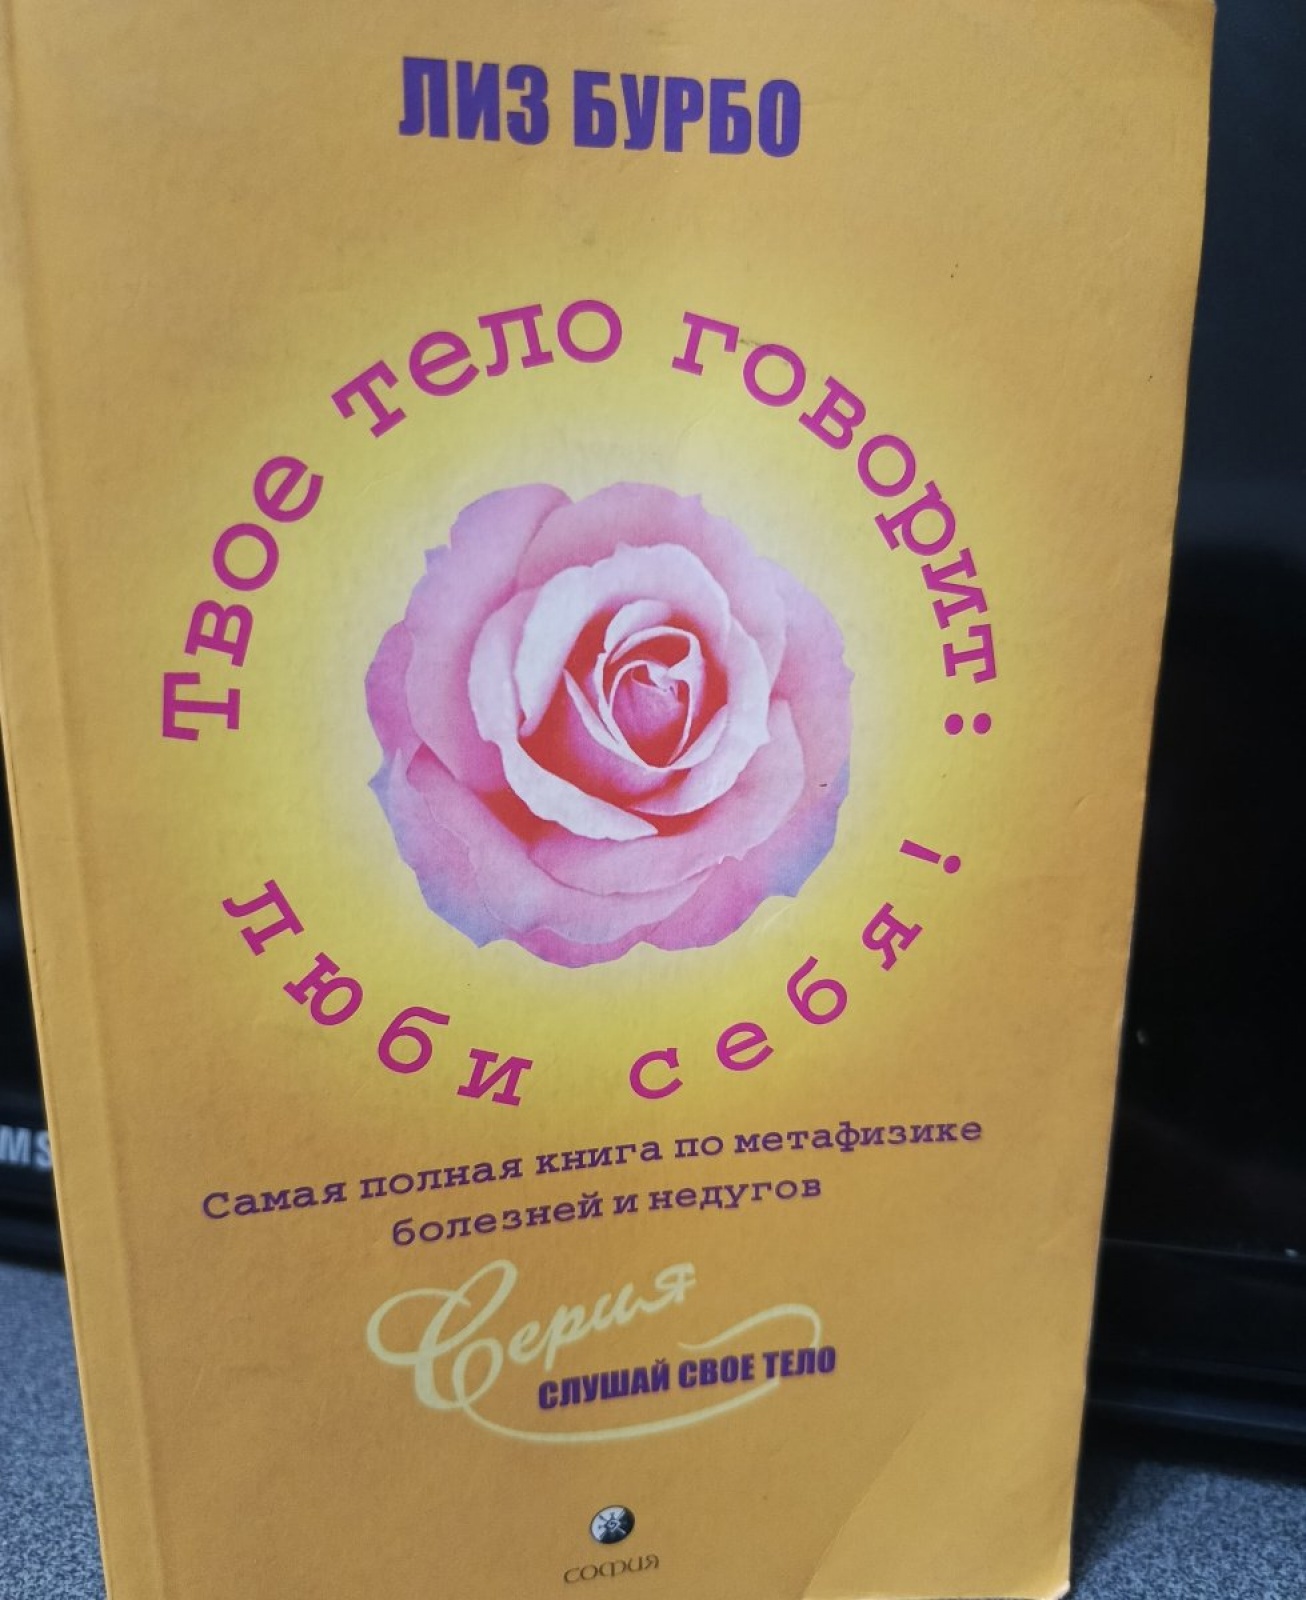 ЛИЗ БУРБО
Твое тело говорит:
люби себя!
Самая полная книга по метафизике
болезней и недугов
Серия
СЛУШАЙ СВОЕ ТЕЛО
СОФИЯ